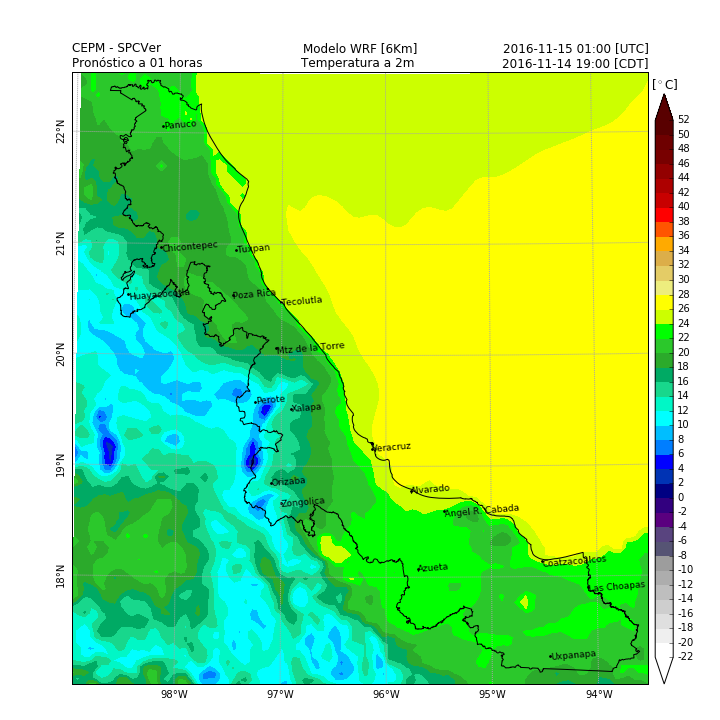 CEPM - SPCVer
Modelo WRF [6Km]
2016-11-15 01:00 [UTC]
Pronóstico a 01 horas
Temperatura a 2m
2016-11-14 19:00 [CDT]
[°C]
52
50
48
46
44
42
40
38
36
34
32
30
28
26
24
22
20
18
16
14
12
10
8
6
4
2
0
-2
-4
-6
-8
-10
-12
-14
-16
-18
-20
-22
22°N
21°N
20°N
19°N
18°N
Panuco
Chicontepec
Tuxpan
Huayacocotla
Poza Rica
Tecolutla
Mtz de la Torre
Perote
Xalapa
Veracruz
Orizaba
Alvarado
Zongolica
Angel R. Cabada
Azueta
Coatzacoalcos
Las Choapas
Uxpanapa
98°W
97°W
96°W
95°W
94°W